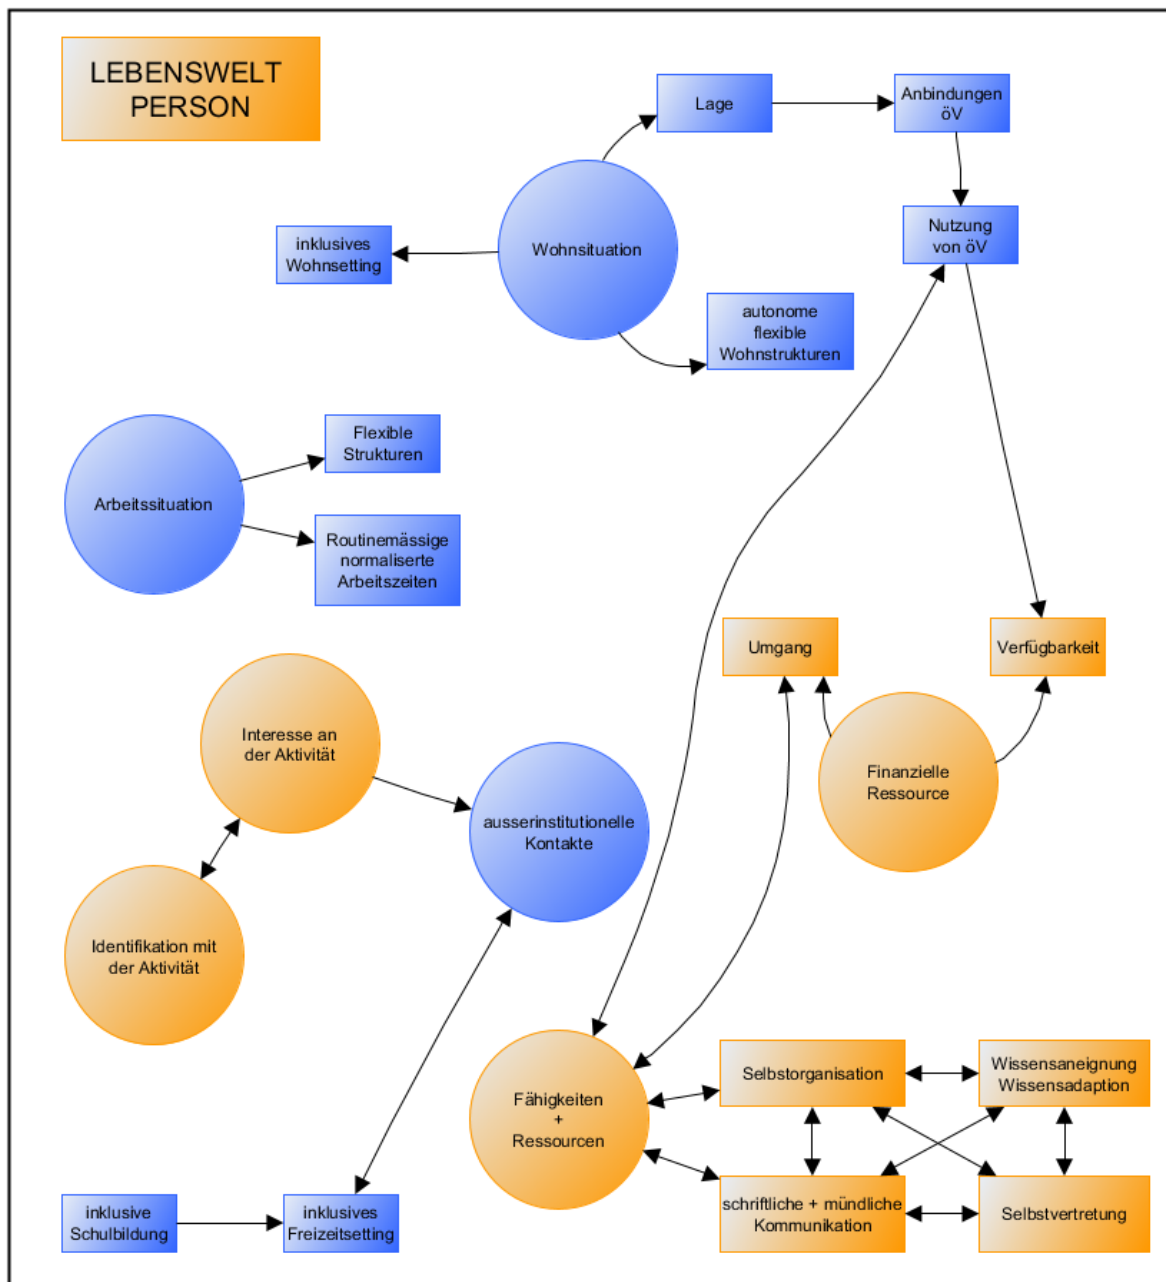 LEBENSWELT
PERSON
Lage
Anbindungen
öV
inklusives
Wohnsetting
Wohnsituation
Nutzung
von öV
autonome
flexible
Wohnstrukturen
Arbeitssituation
Flexible
Strukturen
Routinemässige
normaliserte
Arbeitszeiten
Umgang
Verfügbarkeit
Interesse an
der Aktivität
Finanzielle
Ressource
ausserinstitutionelle
Kontakte
Identifikation mit
der Aktivität
Fähigkeiten
+
Ressourcen
Selbstorganisation
Wissensaneignung
Wissensadaption
inklusive
Schulbildung
inklusives
Freizeitsetting
schriftliche + mündliche
Kommunikation
Selbstvertretung